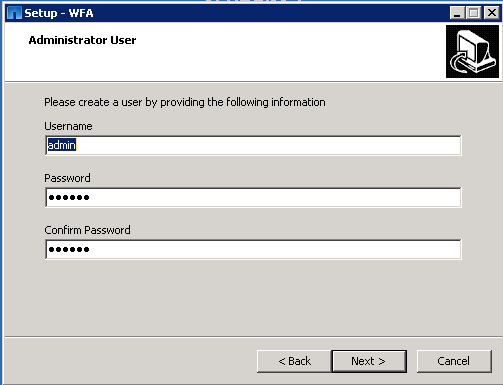 Setup - WFA
Administrator User
Please create a user by providing the following information
Username
admin
Password
●●●●●●
Confirm Password
●●●●●●
< Back
Next >
Cancel